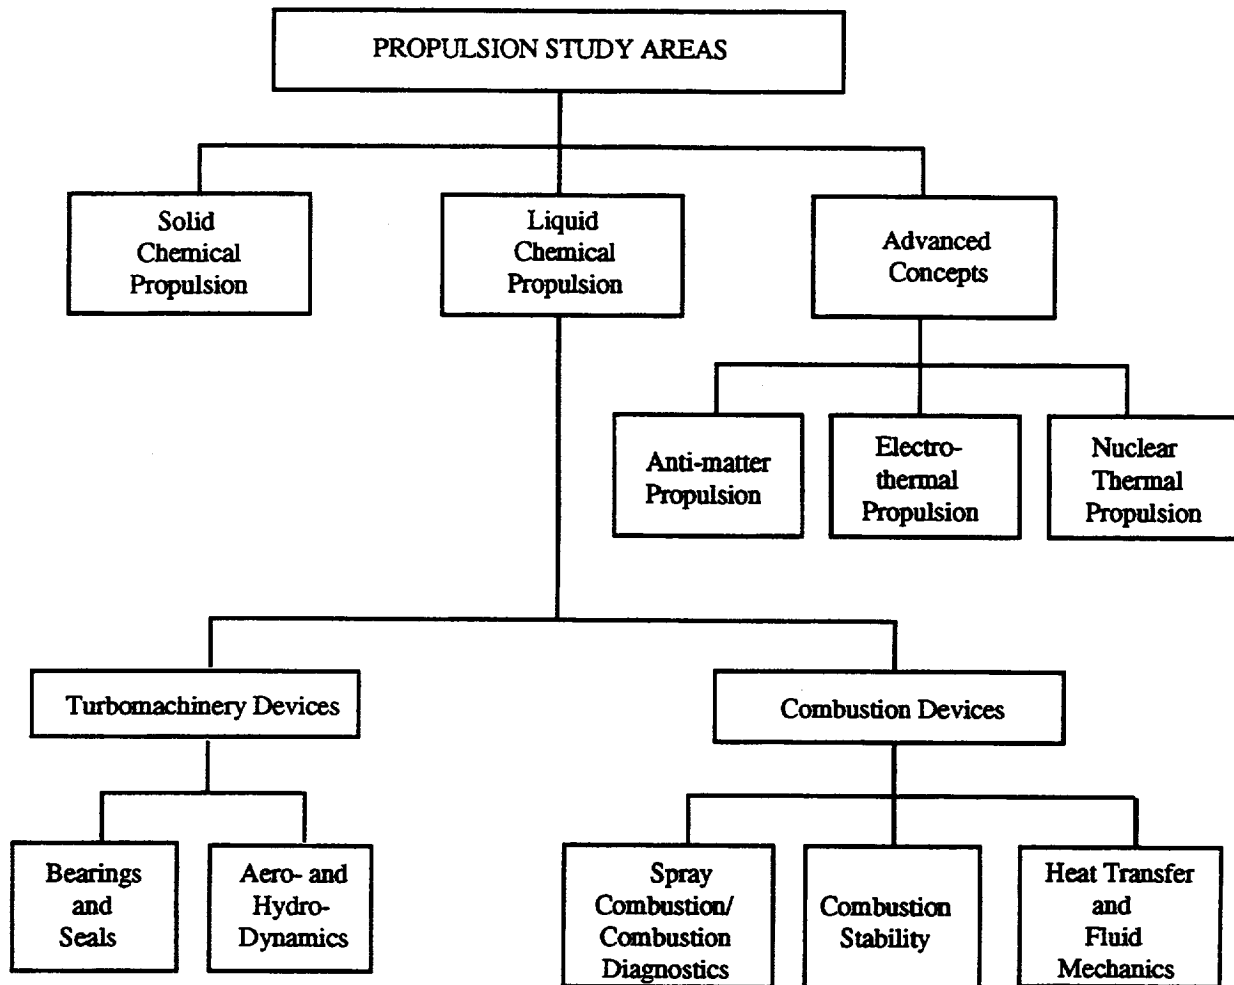 PROPULSION STUDY AREAS
Solid
Chemical
Propulsion
Liquid
Chemical
Propulsion
Advanced
Concepts
Anti-matter
Propulsion
Electro-
thermal
Propulsion
Nuclear
Thermal
Propulsion
Turbomachinery Devices
Combustion Devices
Bearings
and
Seals
Aero- and
Hydro-
Dynamics
Spray
Combustion/
Combustion
Diagnostics
Combustion
Stability
Heat Transfer
and
Fluid
Mechanics